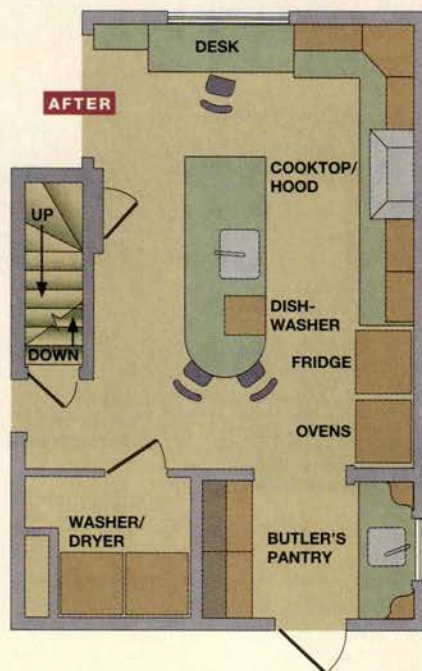 DESK
AFTER
COOKTOP/
HOOD
UP
DISH-
WASHER
DOWN
FRIDGE
OVENS
WASHER/
DRYER
BUTLER'S
PANTRY